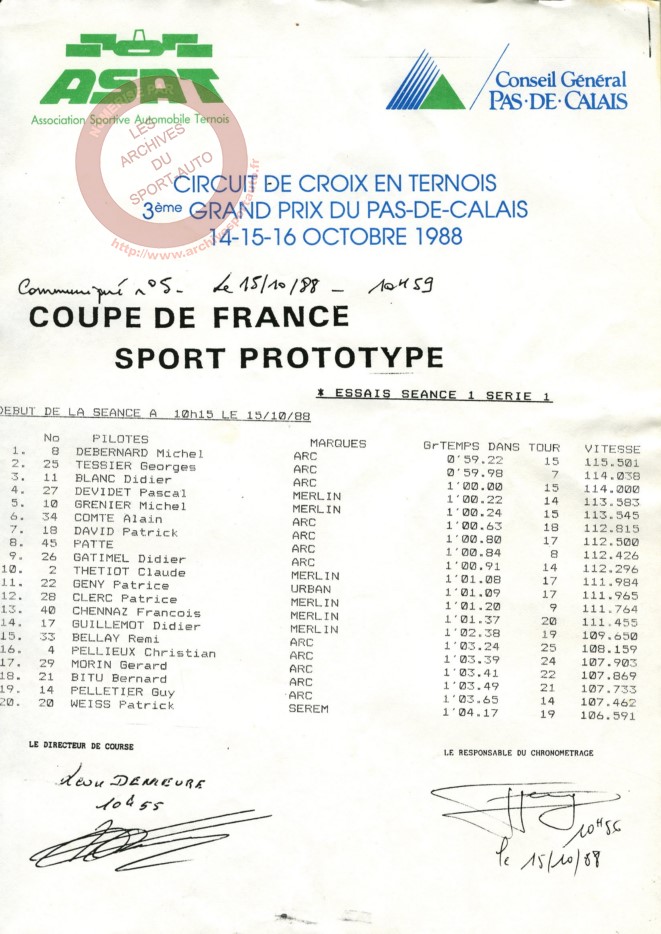 ASAT
Association Sportive Automobile Ternois
Conseil Général
PAS·DE·CALAIS
NUMÉRISÉ PAR
LES
ARCHIVES
DU
SPORT-AUTO
http://www.archivesportauto.fr
CIRCUIT DE CROIX EN TERNOIS
3ème GRAND PRIX DU PAS-DE-CALAIS
14-15-16 OCTOBRE 1988
Communiqué n°5 - le 15/10/88 - 10H59
COUPE DE FRANCE
SPORT PROTOTYPE
* ESSAIS SEANCE 1 SERIE 1
DEBUT DE LA SEANCE A 10h15 LE 15/10/88
No PILOTES MARQUES GrTEMPS DANS TOUR VITESSE
1. 8 DEBERNARD Michel ARC 0'59.22 15 115.501
2. 25 TESSIER Georges ARC 0'59.98 7 114.038
3. 11 BLANC Didier ARC 1'00.00 15 114.000
4. 27 DEVIDET Pascal MERLIN 1'00.22 14 113.583
5. 10 GRENIER Michel MERLIN 1'00.24 15 113.545
6. 34 COMTE Alain ARC 1'00.63 18 112.815
7. 18 DAVID Patrick ARC 1'00.80 17 112.500
8. 45 PATTE ARC 1'00.84 8 112.426
9. 26 GATIMEL Didier ARC 1'00.91 14 112.296
10. 2 THETIOT Claude MERLIN 1'01.08 17 111.984
11. 22 GENY Patrice URBAN 1'01.09 17 111.965
12. 28 CLERC Patrice MERLIN 1'01.20 9 111.764
13. 40 CHENNAZ Francois MERLIN 1'01.37 20 111.455
14. 17 GUILLEMOT Didier MERLIN 1'02.38 19 109.650
15. 33 BELLAY Remi ARC 1'03.24 25 108.159
16. 4 PELLIEUX Christian ARC 1'03.39 24 107.903
17. 29 MORIN Gerard ARC 1'03.41 22 107.869
18. 21 BITU Bernard ARC 1'03.49 21 107.733
19. 14 PELLETIER Guy ARC 1'03.65 14 107.462
20. 20 WEISS Patrick SEREM 1'04.17 19 106.591
LE DIRECTEUR DE COURSE
LE RESPONSABLE DU CHRONOMETRAGE
10h55
10H56
le 15/10/88